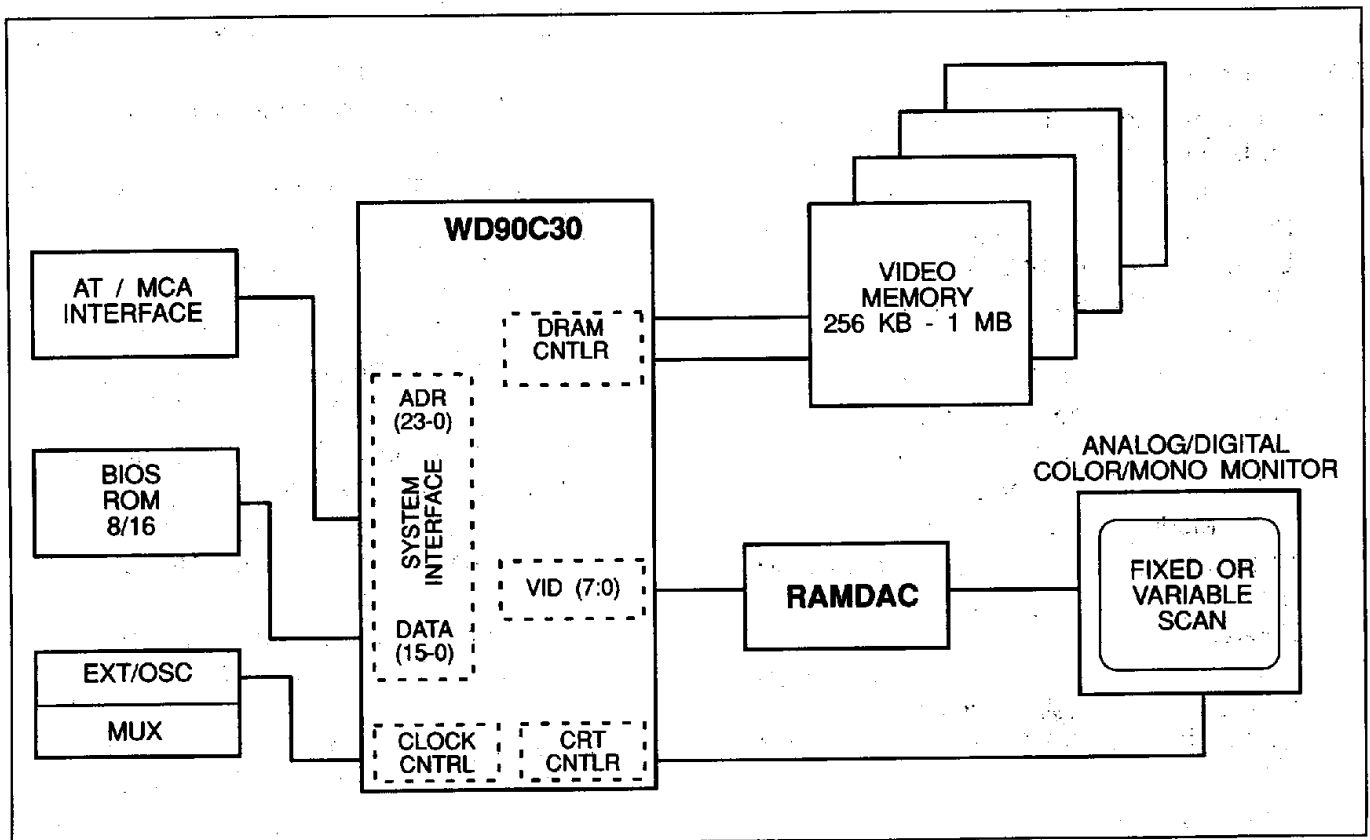 WD90C30
AT / MCA
INTERFACE
BIOS
ROM
8/16
EXT/OSC
MUX
ADR
(23-0)
SYSTEM
INTERFACE
DATA
(15-0)
CLOCK
CNTRL
DRAM
CNTLR
VID (7:0)
CRT
CNTLR
VIDEO
MEMORY
256 KB - 1 MB
RAMDAC
ANALOG/DIGITAL
COLOR/MONO MONITOR
FIXED OR
VARIABLE
SCAN